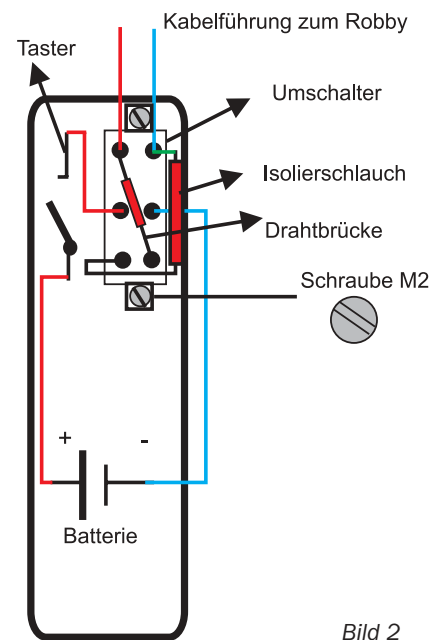 Kabelführung zum Robby
Taster
Umschalter
Isolierschlauch
Drahtbrücke
Schraube M2
+ -
Batterie
Bild 2